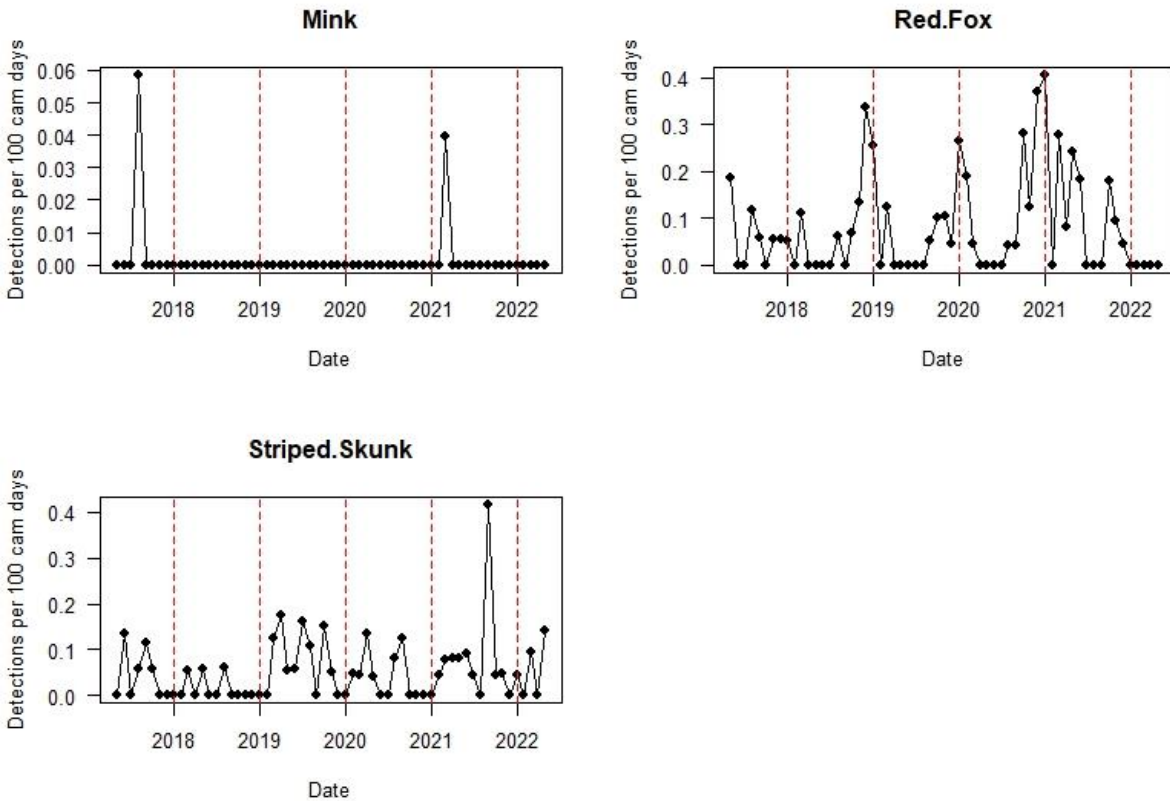 Mink
Detections per 100 cam days
0.06
0.05
0.04
0.03
0.02
0.01
0.00
2018 2019 2020 2021 2022
Date
Red.Fox
Detections per 100 cam days
0.4
0.3
0.2
0.1
0.0
2018 2019 2020 2021 2022
Date
Striped.Skunk
Detections per 100 cam days
0.4
0.3
0.2
0.1
0.0
2018 2019 2020 2021 2022
Date